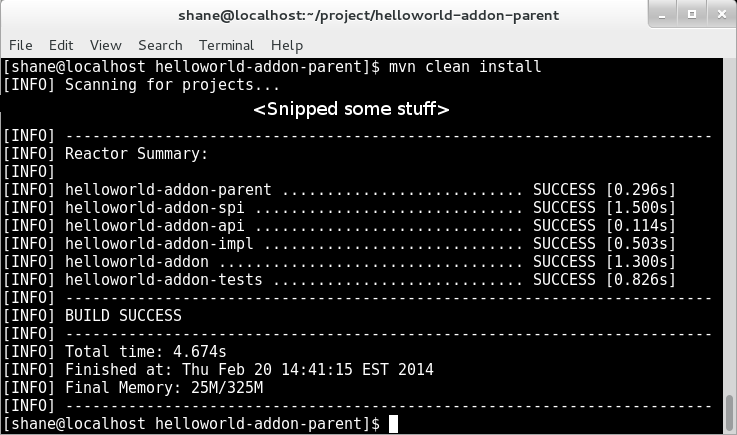 shane@localhost:~/project/helloworld-addon-parent
File Edit View Search Terminal Help
[shane@localhost helloworld-addon-parent]$ mvn clean install
[INFO] Scanning for projects...
<Snipped some stuff>
[INFO] ------------------------------------------------------------------------
[INFO] Reactor Summary:
[INFO]
[INFO] helloworld-addon-parent ........................... SUCCESS [0.296s]
[INFO] helloworld-addon-spi .............................. SUCCESS [1.500s]
[INFO] helloworld-addon-api .............................. SUCCESS [0.114s]
[INFO] helloworld-addon-impl ............................. SUCCESS [0.503s]
[INFO] helloworld-addon .................................. SUCCESS [1.300s]
[INFO] helloworld-addon-tests ............................ SUCCESS [0.826s]
[INFO] ------------------------------------------------------------------------
[INFO] BUILD SUCCESS
[INFO] ------------------------------------------------------------------------
[INFO] Total time: 4.674s
[INFO] Finished at: Thu Feb 20 14:41:15 EST 2014
[INFO] Final Memory: 25M/325M
[INFO] ------------------------------------------------------------------------
[shane@localhost helloworld-addon-parent]$